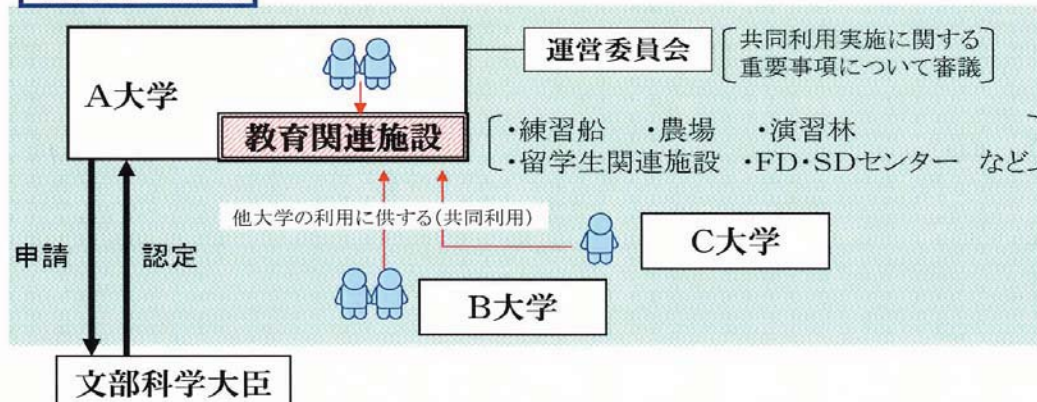 A大学
運営委員会
共同利用実施に関する
重要事項について審議
教育関連施設
・練習船 ・農場 ・演習林
・留学生関連施設 ・FD・SDセンター など
他大学の利用に供する(共同利用)
C大学
申請
認定
B大学
文部科学大臣